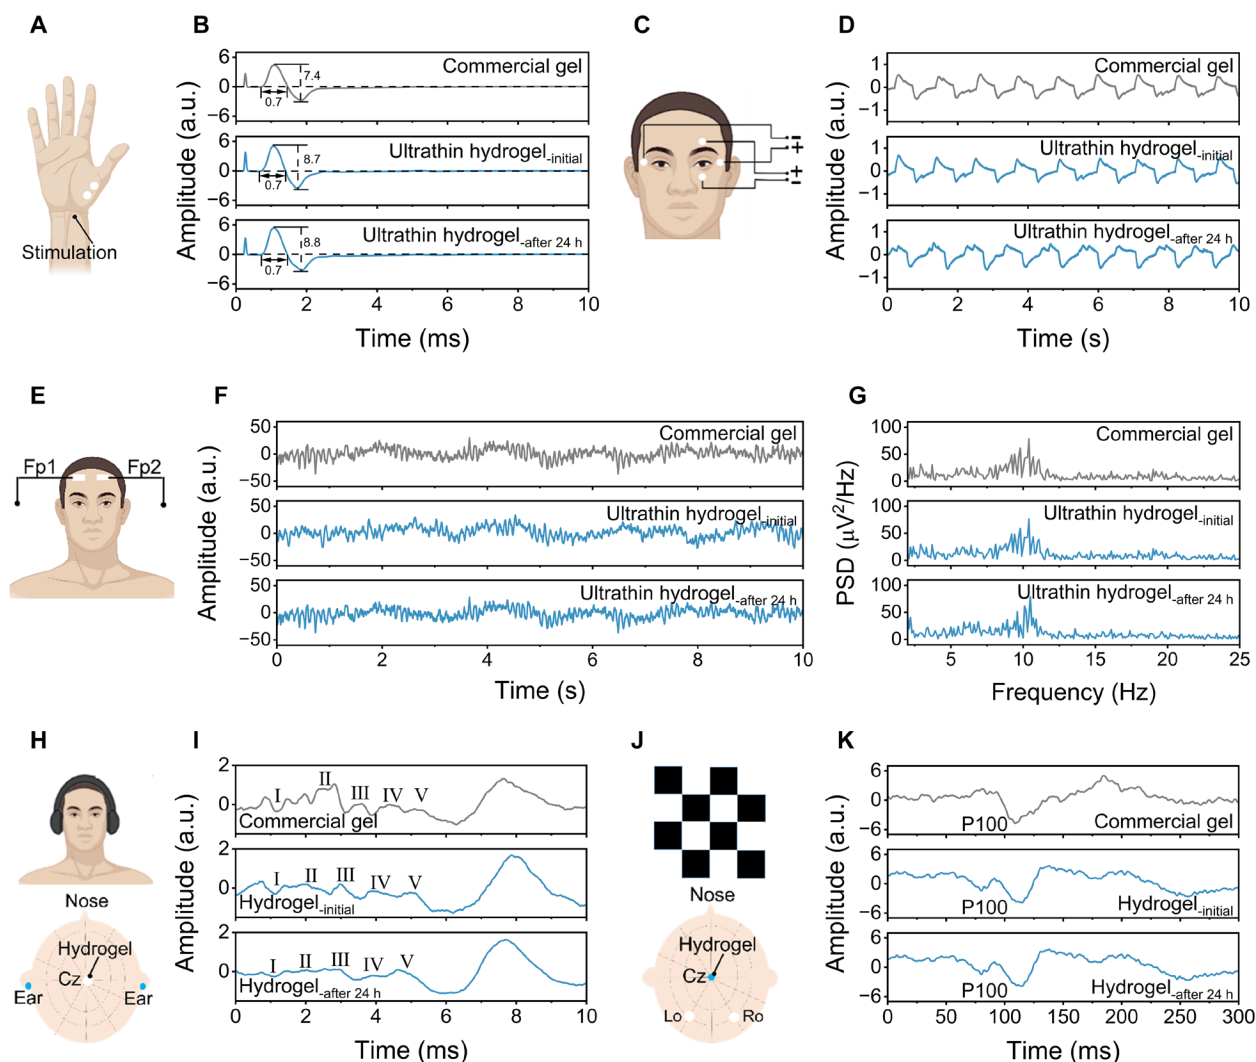 A
Stimulation
B
Amplitude (a.u.)
6
0
−6
Commercial gel
7.4
0.7
6
0
−6
Ultrathin hydrogel-initial
8.7
0.7
6
0
−6
Ultrathin hydrogel-after 24 h
8.8
0.7
0 2 4 6 8 10
Time (ms)
C
−
+
+
−
D
Amplitude (a.u.)
1
0
−1
Commercial gel
1
0
−1
Ultrathin hydrogel-initial
1
0
−1
Ultrathin hydrogel-after 24 h
0 2 4 6 8 10
Time (s)
E
Fp1 Fp2
F
Amplitude (a.u.)
50
0
−50
Commercial gel
50
0
−50
Ultrathin hydrogel-initial
50
0
−50
Ultrathin hydrogel-after 24 h
0 2 4 6 8 10
Time (s)
G
PSD (μV²/Hz)
100
50
0
Commercial gel
100
50
0
Ultrathin hydrogel-initial
100
50
0
Ultrathin hydrogel-after 24 h
5 10 15 20 25
Frequency (Hz)
H
Nose
Hydrogel
Cz
Ear Ear
I
Amplitude (a.u.)
2
0
I II III IV V
Commercial gel
2
0
I II III IV V
Hydrogel-initial
2
0
I II III IV V
Hydrogel-after 24 h
0 2 4 6 8 10
Time (ms)
J
Nose
Hydrogel
Cz
Lo Ro
K
Amplitude (a.u.)
6
0
−6
P100
Commercial gel
6
0
−6
P100
Hydrogel-initial
6
0
−6
P100
Hydrogel-after 24 h
0 50 100 150 200 250 300
Time (ms)